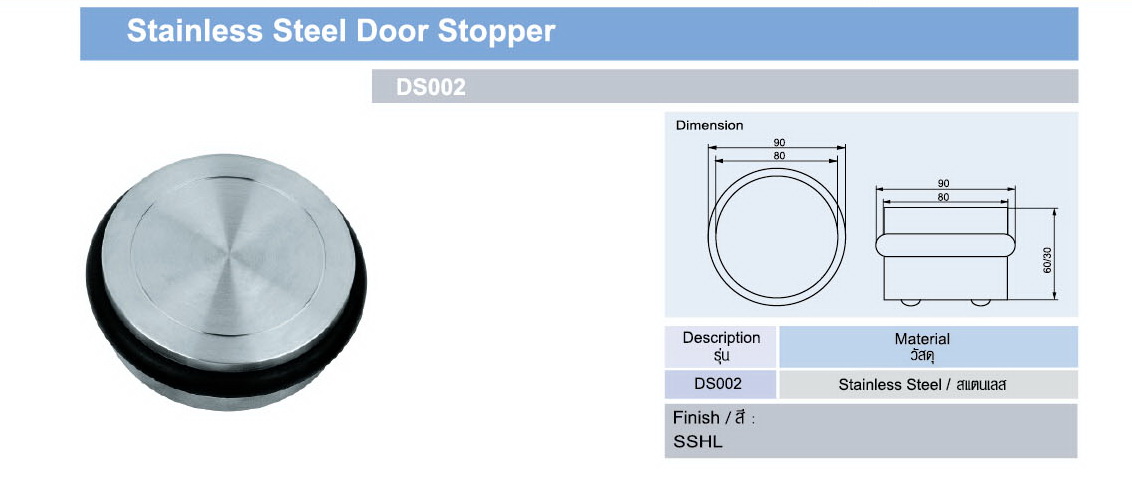 Stainless Steel Door Stopper
DS002
Dimension
90
80
90
80
60/30
Description
รุ่น
Material
วัสดุ
DS002
Stainless Steel / สแตนเลส
Finish / สี :
SSHL